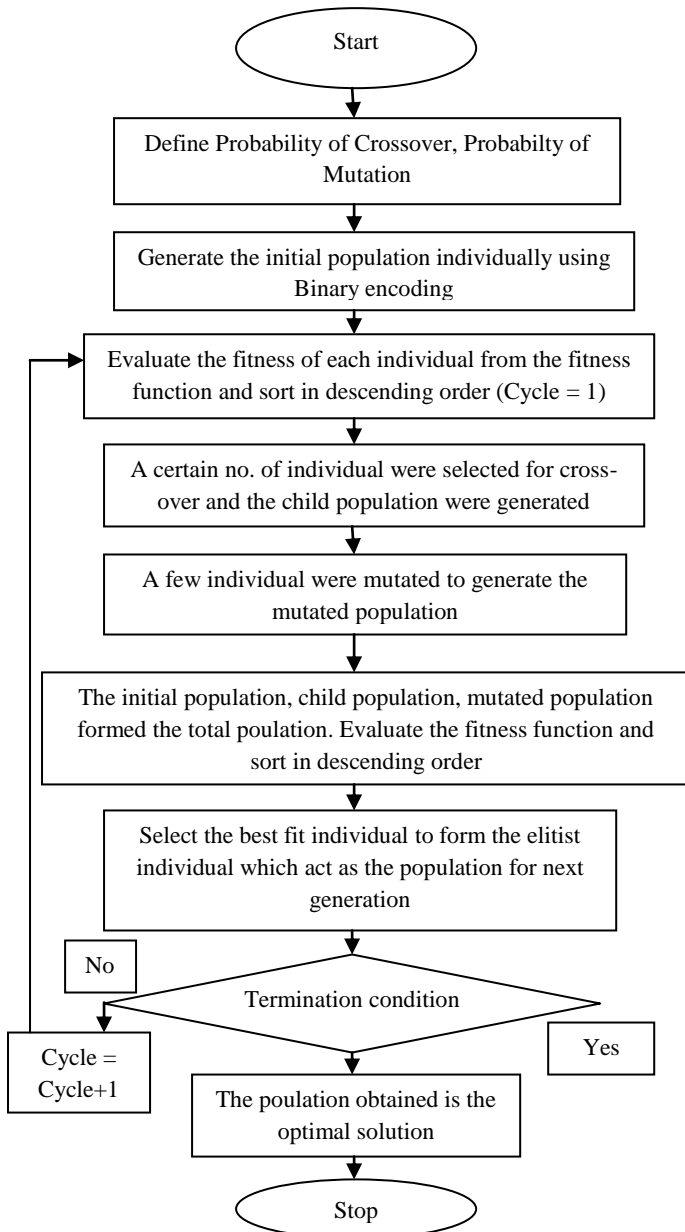 Start
Define Probability of Crossover, Probabilty of
Mutation
Generate the initial population individually using
Binary encoding
Evaluate the fitness of each individual from the fitness
function and sort in descending order (Cycle = 1)
A certain no. of individual were selected for cross-
over and the child population were generated
A few individual were mutated to generate the
mutated population
The initial population, child population, mutated population
formed the total poulation. Evaluate the fitness function and
sort in descending order
Select the best fit individual to form the elitist
individual which act as the population for next
generation
No
Termination condition
Yes
Cycle =
Cycle+1
The poulation obtained is the
optimal solution
Stop